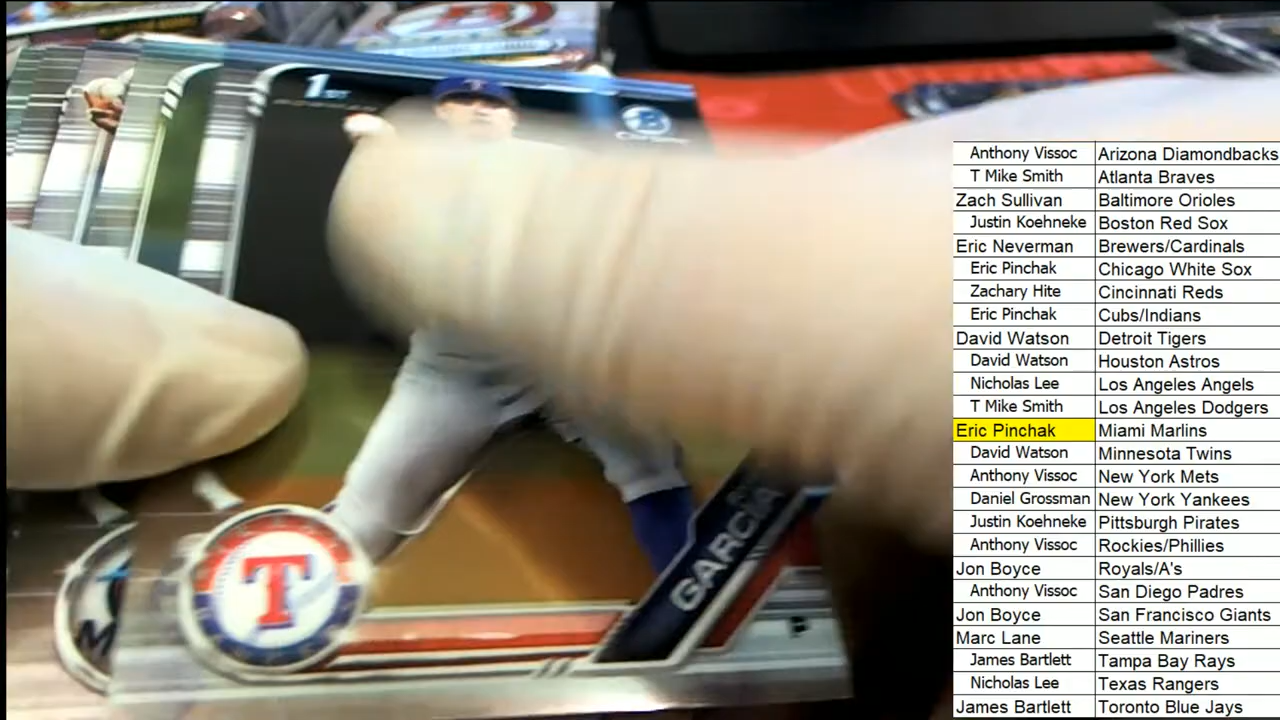 1ST
T
GARCIA
P
M
Anthony Vissoc Arizona Diamondbacks
T Mike Smith Atlanta Braves
Zach Sullivan Baltimore Orioles
Justin Koehneke Boston Red Sox
Eric Neverman Brewers/Cardinals
Eric Pinchak Chicago White Sox
Zachary Hite Cincinnati Reds
Eric Pinchak Cubs/Indians
David Watson Detroit Tigers
David Watson Houston Astros
Nicholas Lee Los Angeles Angels
T Mike Smith Los Angeles Dodgers
Eric Pinchak Miami Marlins
David Watson Minnesota Twins
Anthony Vissoc New York Mets
Daniel Grossman New York Yankees
Justin Koehneke Pittsburgh Pirates
Anthony Vissoc Rockies/Phillies
Jon Boyce Royals/A's
Anthony Vissoc San Diego Padres
Jon Boyce San Francisco Giants
Marc Lane Seattle Mariners
James Bartlett Tampa Bay Rays
Nicholas Lee Texas Rangers
James Bartlett Toronto Blue Jays